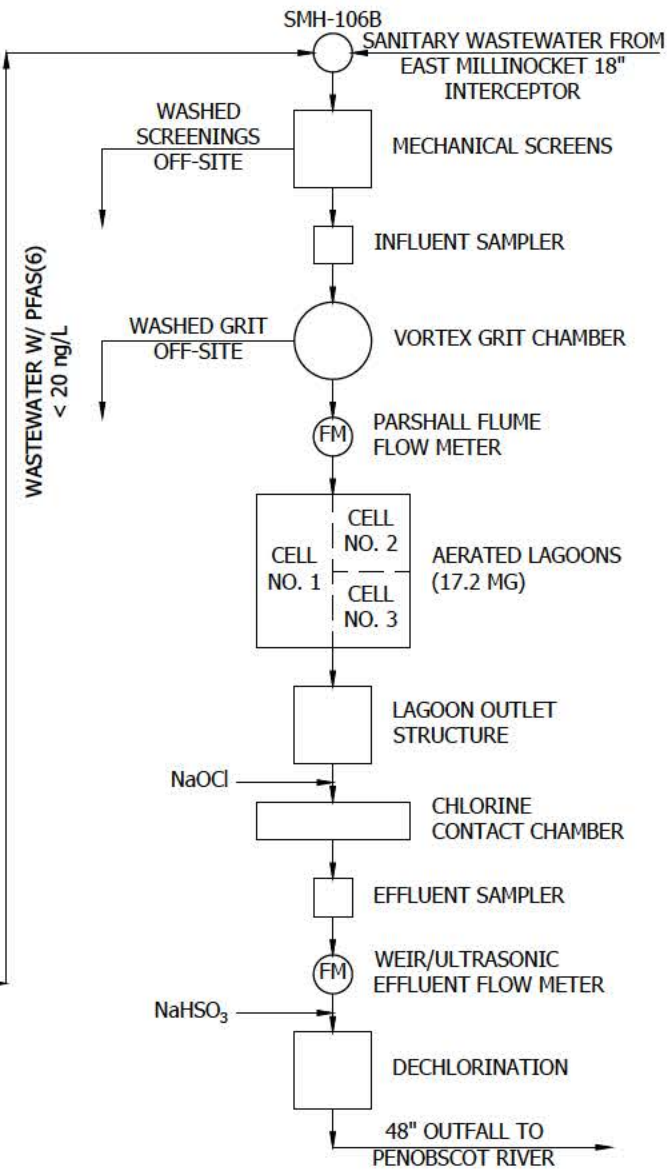 SMH-106B
SANITARY WASTEWATER FROM
EAST MILLINOCKET 18"
INTERCEPTOR
WASHED
SCREENINGS
OFF-SITE
MECHANICAL SCREENS
INFLUENT SAMPLER
WASTEWATER W/ PFAS(6)
< 20 ng/L
WASHED GRIT
OFF-SITE
VORTEX GRIT CHAMBER
FM
PARSHALL FLUME
FLOW METER
CELL
NO. 1
CELL
NO. 2
CELL
NO. 3
AERATED LAGOONS
(17.2 MG)
LAGOON OUTLET
STRUCTURE
NaOCl
CHLORINE
CONTACT CHAMBER
EFFLUENT SAMPLER
FM
WEIR/ULTRASONIC
EFFLUENT FLOW METER
NaHSO₃
DECHLORINATION
48" OUTFALL TO
PENOBSCOT RIVER